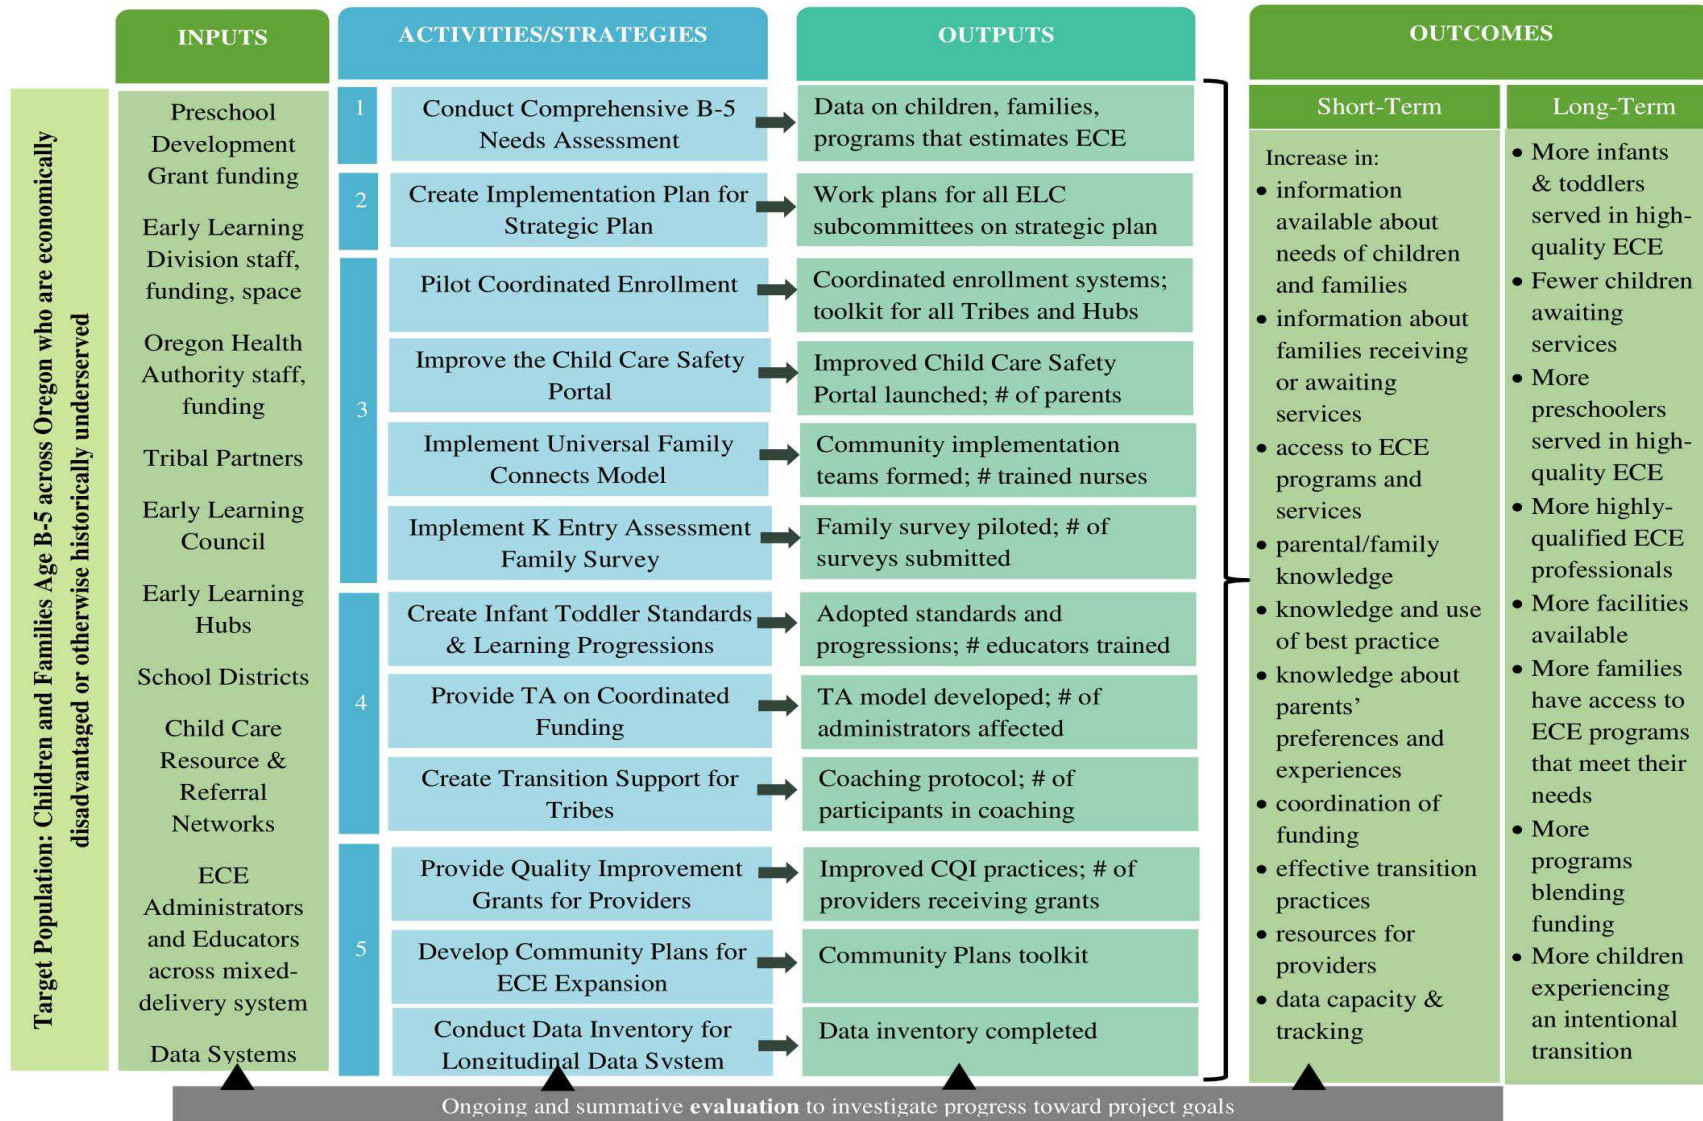 INPUTS
ACTIVITIES/STRATEGIES
OUTPUTS
OUTCOMES
Short-Term
Long-Term
Target Population: Children and Families Age B-5 across Oregon who are economically
disadvantaged or otherwise historically underserved
Preschool
Development
Grant funding
Early Learning
Division staff,
funding, space
Oregon Health
Authority staff,
funding
Tribal Partners
Early Learning
Council
Early Learning
Hubs
School Districts
Child Care
Resource &
Referral
Networks
ECE
Administrators
and Educators
across mixed-
delivery system
Data Systems
1
Conduct Comprehensive B-5
Needs Assessment
Data on children, families,
programs that estimates ECE
2
Create Implementation Plan for
Strategic Plan
Work plans for all ELC
subcommittees on strategic plan
3
Pilot Coordinated Enrollment
Coordinated enrollment systems;
toolkit for all Tribes and Hubs
Improve the Child Care Safety
Portal
Improved Child Care Safety
Portal launched; # of parents
Implement Universal Family
Connects Model
Community implementation
teams formed; # trained nurses
Implement K Entry Assessment
Family Survey
Family survey piloted; # of
surveys submitted
4
Create Infant Toddler Standards
& Learning Progressions
Adopted standards and
progressions; # educators trained
Provide TA on Coordinated
Funding
TA model developed; # of
administrators affected
Create Transition Support for
Tribes
Coaching protocol; # of
participants in coaching
5
Provide Quality Improvement
Grants for Providers
Improved CQI practices; # of
providers receiving grants
Develop Community Plans for
ECE Expansion
Community Plans toolkit
Conduct Data Inventory for
Longitudinal Data System
Data inventory completed
Increase in:
• information
available about
needs of children
and families
• information about
families receiving
or awaiting
services
• access to ECE
programs and
services
• parental/family
knowledge
• knowledge and use
of best practice
• knowledge about
parents’
preferences and
experiences
• coordination of
funding
• effective transition
practices
• resources for
providers
• data capacity &
tracking
• More infants
& toddlers
served in high-
quality ECE
• Fewer children
awaiting
services
• More
preschoolers
served in high-
quality ECE
• More highly-
qualified ECE
professionals
• More facilities
available
• More families
have access to
ECE programs
that meet their
needs
• More
programs
blending
funding
• More children
experiencing
an intentional
transition
Ongoing and summative evaluation to investigate progress toward project goals